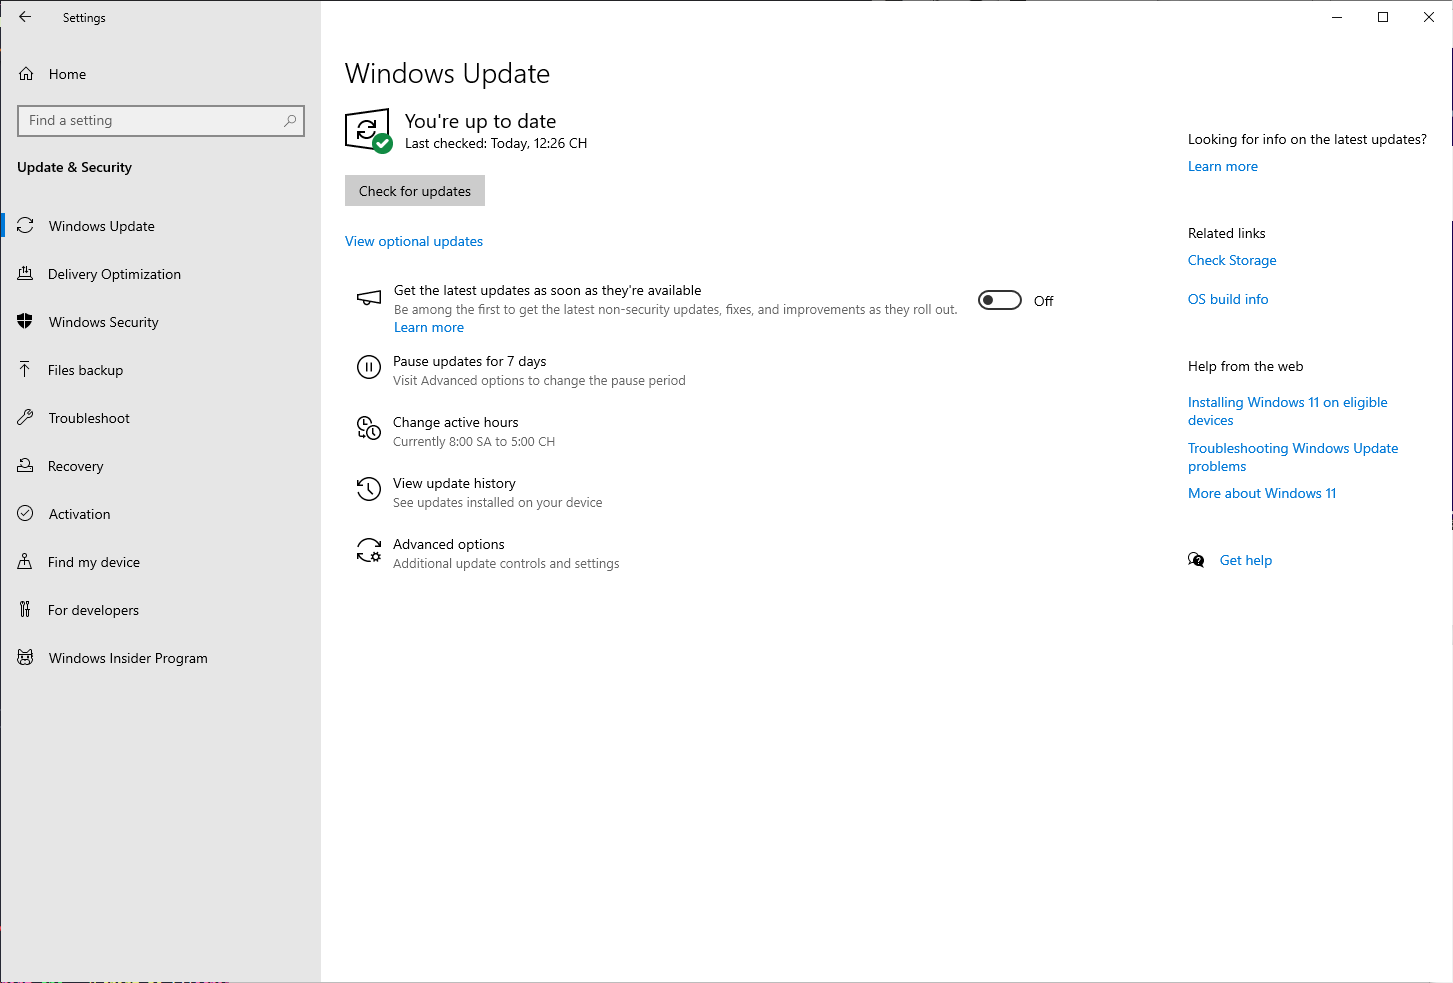 Settings
Home
Find a setting
Update & Security
Windows Update
Delivery Optimization
Windows Security
Files backup
Troubleshoot
Recovery
Activation
Find my device
For developers
Windows Insider Program
Windows Update
You're up to date
Last checked: Today, 12:26 CH
Check for updates
View optional updates
Get the latest updates as soon as they're available
Be among the first to get the latest non-security updates, fixes, and improvements as they roll out.
Learn more
Off
Pause updates for 7 days
Visit Advanced options to change the pause period
Change active hours
Currently 8:00 SA to 5:00 CH
View update history
See updates installed on your device
Advanced options
Additional update controls and settings
Looking for info on the latest updates?
Learn more
Related links
Check Storage
OS build info
Help from the web
Installing Windows 11 on eligible
devices
Troubleshooting Windows Update
problems
More about Windows 11
Get help